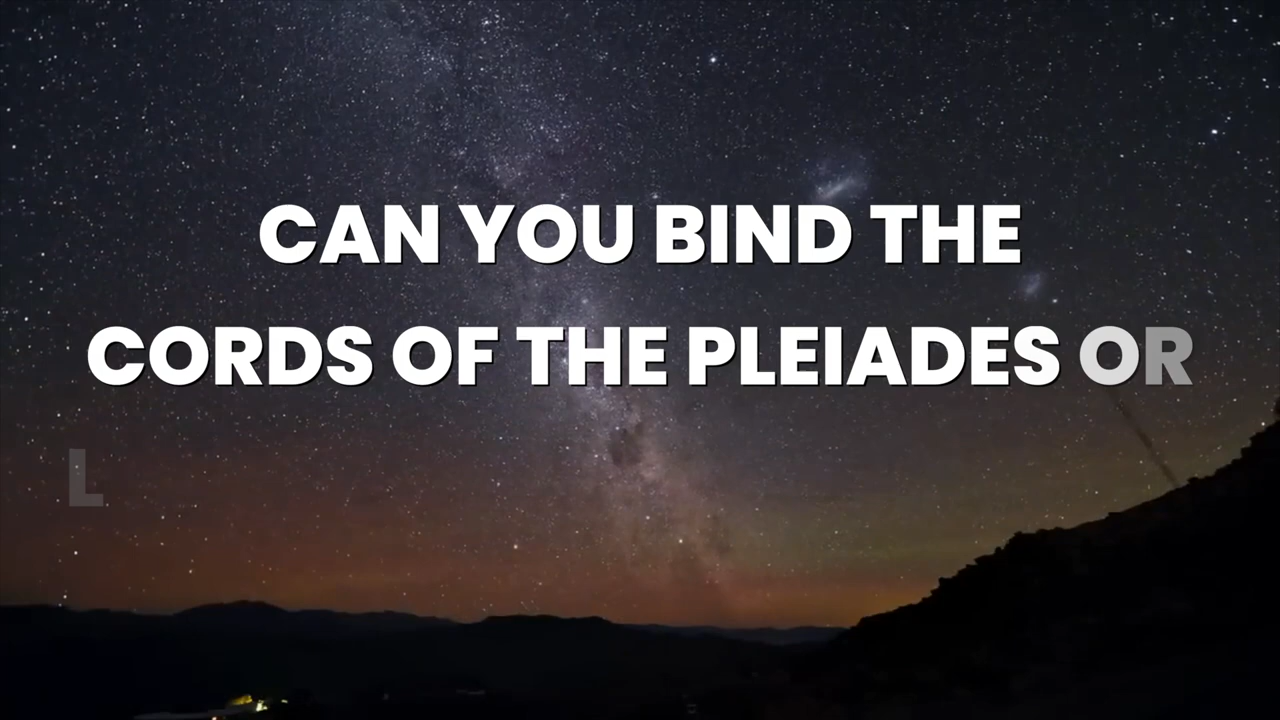 CAN YOU BIND THE
CORDS OF THE PLEIADES OR
L